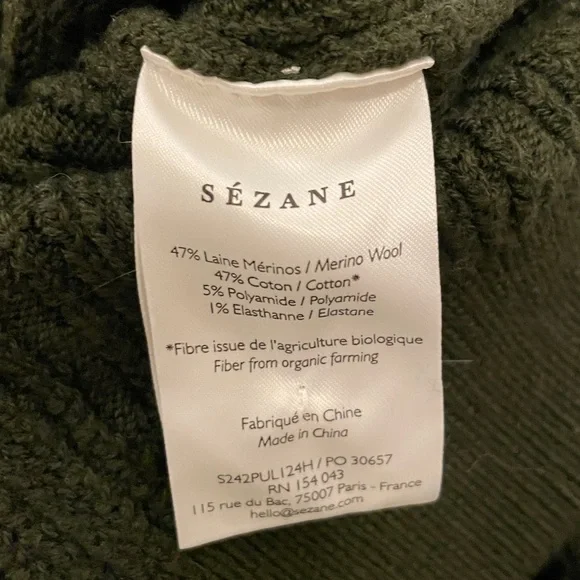 SÉZANE
47% Laine Mérinos / Merino Wool
47% Coton / Cotton*
5% Polyamide / Polyamide
1% Elasthanne / Elastane
*Fibre issue de l'agriculture biologique
Fiber from organic farming
Fabriqué en Chine
Made in China
S242PUL124H / PO 30657
RN 154 043
115 rue du Bac, 75007 Paris - France
hello@sezane.com